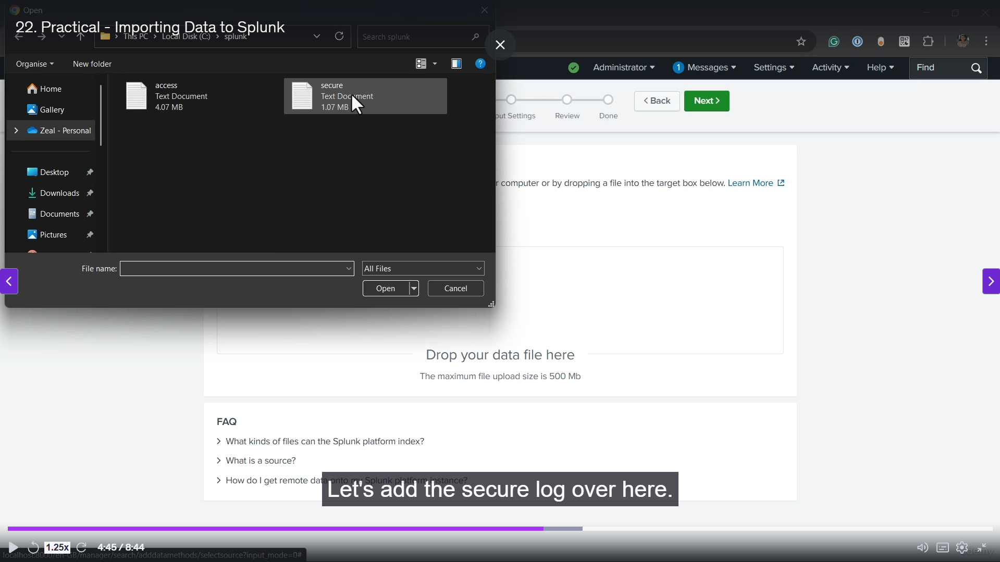 Open
22. Practical - Importing Data to Splunk
This PC > Local Disk (C:) > splunk
Search splunk
Organise
New folder
Home
Gallery
Zeal - Personal
Desktop
Downloads
Documents
Pictures
access
Text Document
4.07 MB
secure
Text Document
1.07 MB
File name:
All Files
Open
Cancel
Administrator
1 Messages
Settings
Activity
Help
Find
put Settings
Review
Done
< Back
Next >
r computer or by dropping a file into the target box below. Learn More
Drop your data file here
The maximum file upload size is 500 Mb
FAQ
> What kinds of files can the Splunk platform index?
> What is a source?
> How do I get remote data onto my Splunk platform instance?
Let's add the secure log over here.
1.25x
4:45 / 8:44
localhost:8000/en-GB/manager/search/adddatamethods/selectsource?input_mode=0#